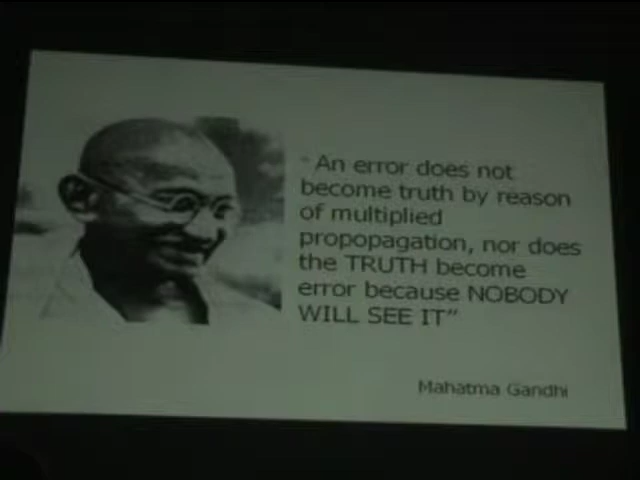 " An error does not
become truth by reason
of multiplied
propopagation, nor does
the TRUTH become
error because NOBODY
WILL SEE IT"
Mahatma Gandhi